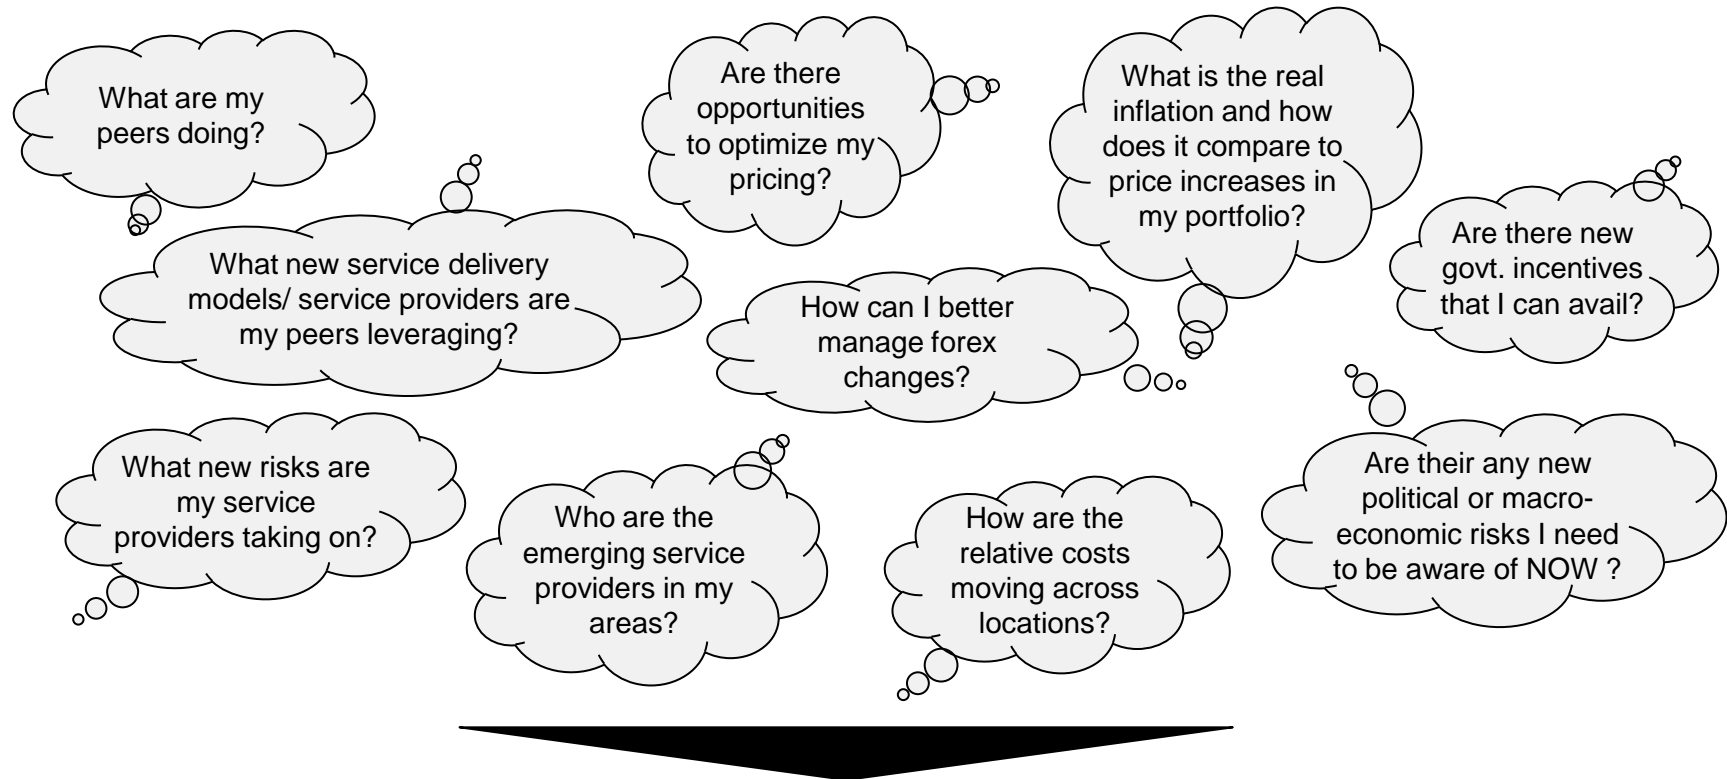 What are my
peers doing?
Are there
opportunities
to optimize my
pricing?
What is the real
inflation and how
does it compare to
price increases in
my portfolio?
Are there new
govt. incentives
that I can avail?
What new service delivery
models/ service providers are
my peers leveraging?
How can I better
manage forex
changes?
What new risks are
my service
providers taking on?
Who are the
emerging service
providers in my
areas?
How are the
relative costs
moving across
locations?
Are their any new
political or macro-
economic risks I need
to be aware of NOW ?